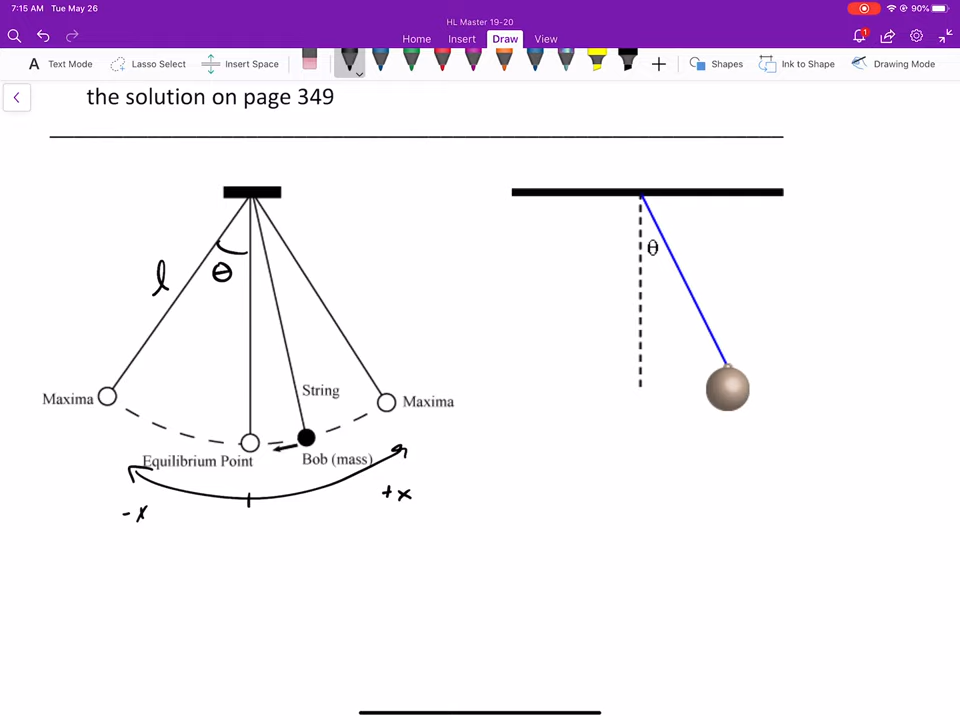 7:15 AM Tue May 26
90%
HL Master 19-20
Home Insert Draw View
1
A Text Mode Lasso Select Insert Space Shapes Ink to Shape Drawing Mode
the solution on page 349
θ
l
θ
String
Maxima
Maxima
Equilibrium Point
Bob (mass)
+x
-x